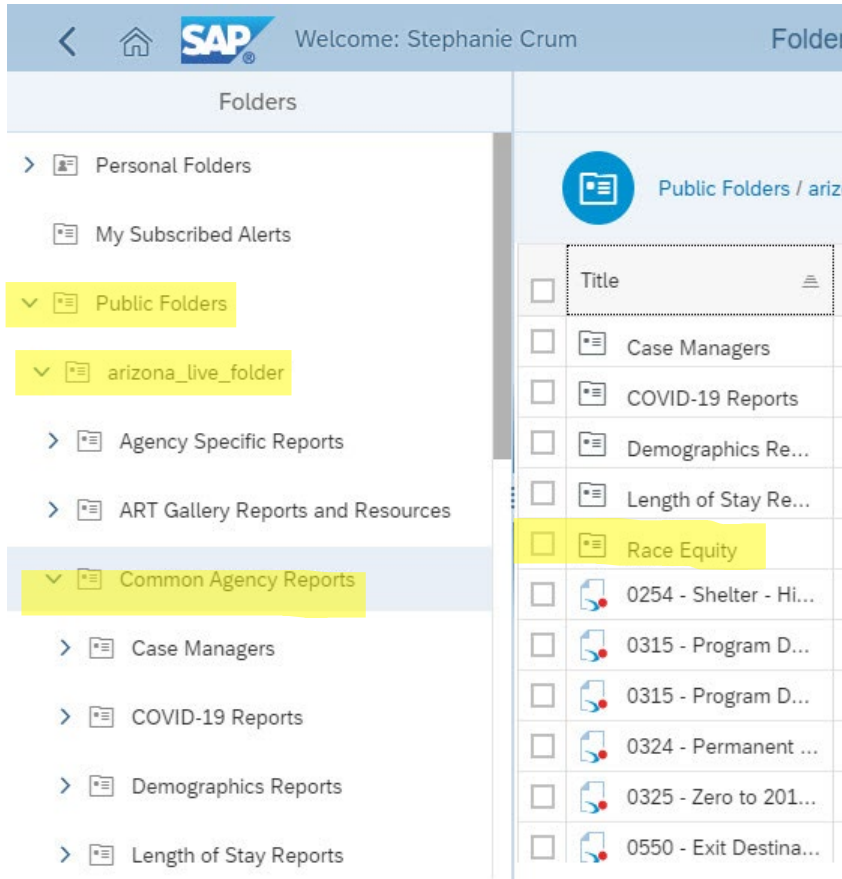 SAP ® Welcome: Stephanie Crum Folder
Folders
Personal Folders
My Subscribed Alerts
Public Folders
arizona_live_folder
Agency Specific Reports
ART Gallery Reports and Resources
Common Agency Reports
Case Managers
COVID-19 Reports
Demographics Reports
Length of Stay Reports
Public Folders / ariz
Title
Case Managers
COVID-19 Reports
Demographics Re...
Length of Stay Re...
Race Equity
0254 - Shelter - Hi...
0315 - Program D...
0315 - Program D...
0324 - Permanent ...
0325 - Zero to 201...
0550 - Exit Destina...